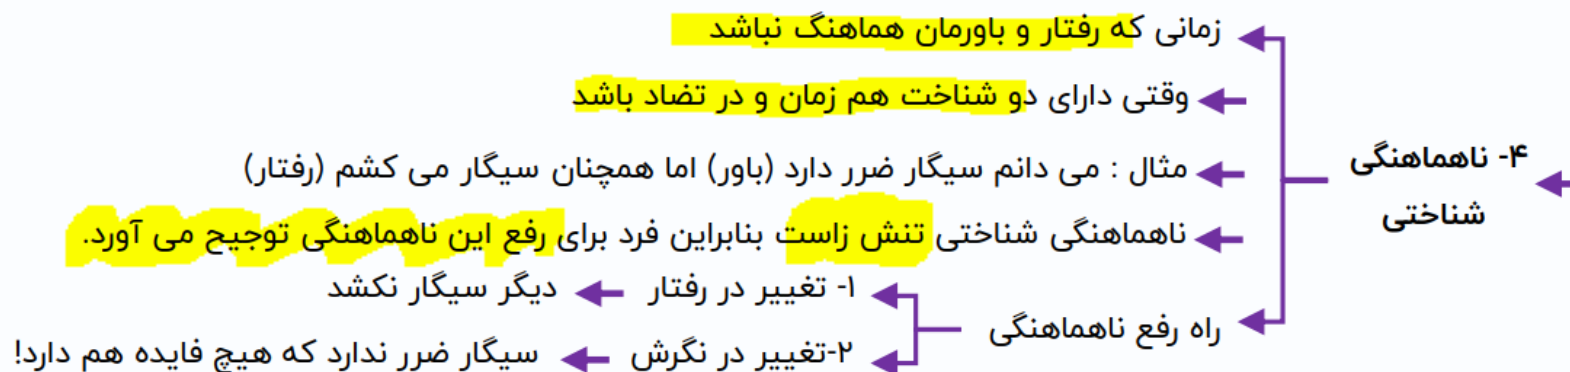 ۴- ناهماهنگی
شناختی
زمانی که رفتار و باورمان هماهنگ نباشد
وقتی دارای دو شناخت هم زمان و در تضاد باشد
مثال : می دانم سیگار ضرر دارد (باور) اما همچنان سیگار می کشم (رفتار)
ناهماهنگی شناختی تنش زاست بنابراین فرد برای رفع این ناهماهنگی توجیح می آورد.
راه رفع ناهماهنگی
۱- تغییر در رفتار دیگر سیگار نکشد
۲-تغییر در نگرش سیگار ضرر ندارد که هیچ فایده هم دارد!